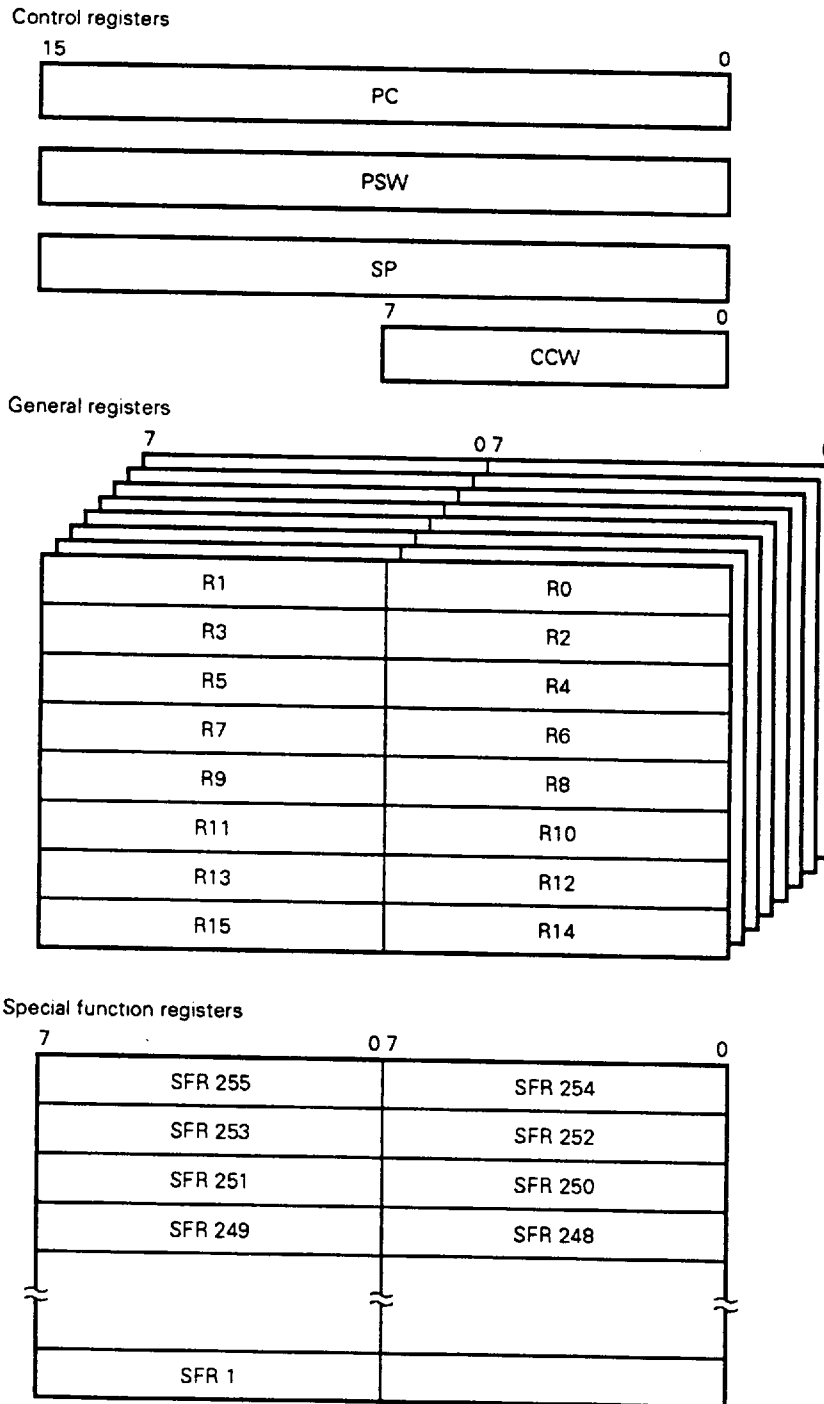 Control registers
15 0
PC
PSW
SP
7 0
CCW
General registers
7 0 7
R1 R0
R3 R2
R5 R4
R7 R6
R9 R8
R11 R10
R13 R12
R15 R14
Special function registers
7 0 7 0
SFR 255 SFR 254
SFR 253 SFR 252
SFR 251 SFR 250
SFR 249 SFR 248
SFR 1